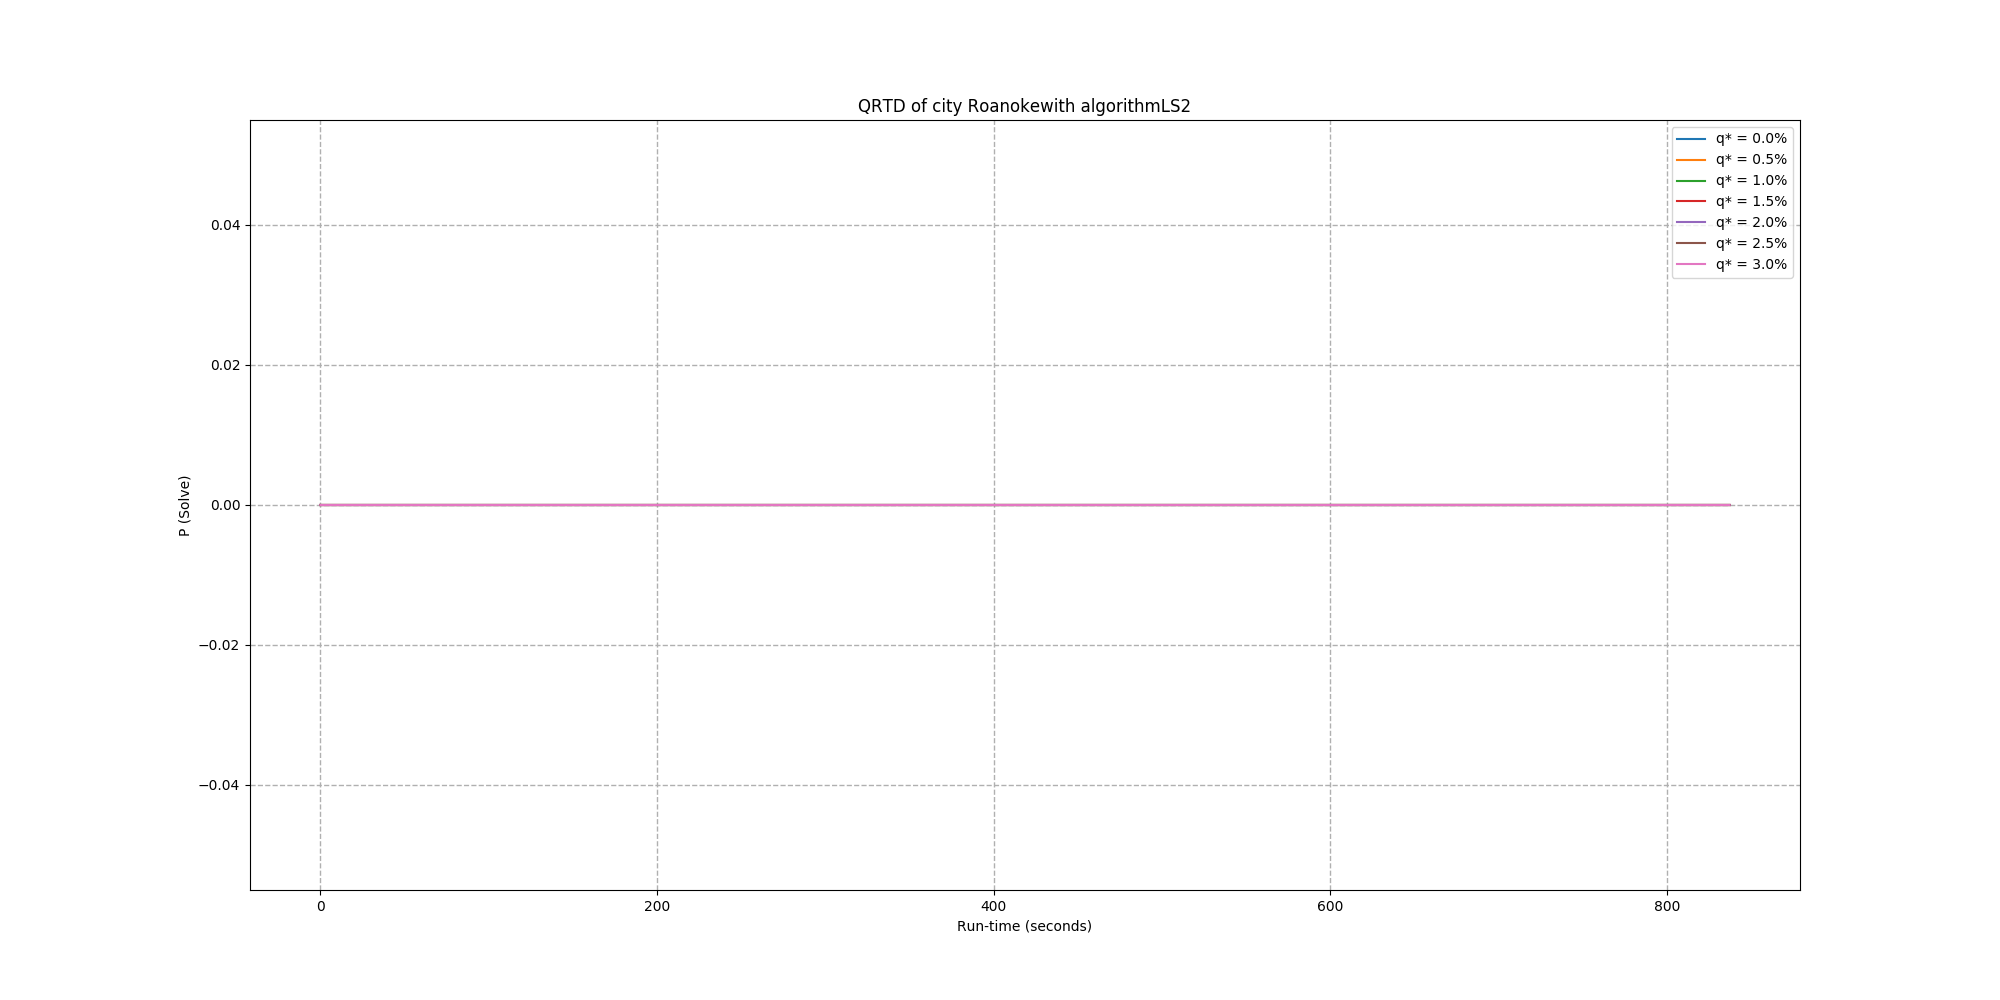 QRTD of city Roanokewith algorithmLS2
q* = 0.0%
q* = 0.5%
q* = 1.0%
q* = 1.5%
q* = 2.0%
q* = 2.5%
q* = 3.0%
0.04
0.02
0.00
−0.02
−0.04
P (Solve)
0 200 400 600 800
Run-time (seconds)